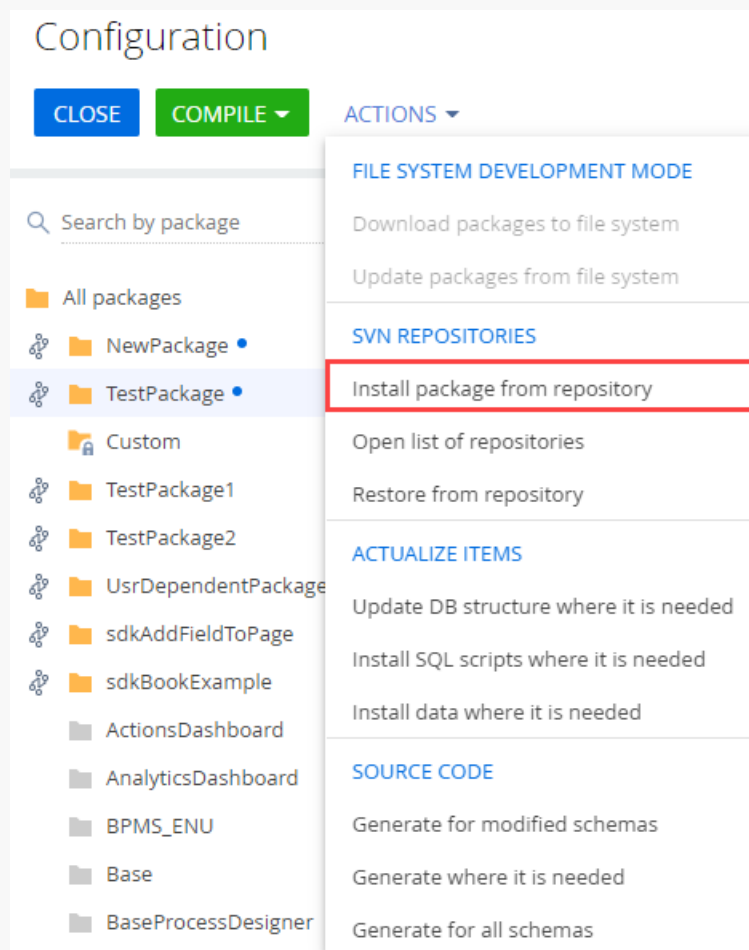 Configuration
CLOSE
COMPILE
ACTIONS
Search by package
All packages
NewPackage
TestPackage
Custom
TestPackage1
TestPackage2
UsrDependentPackage
sdkAddFieldToPage
sdkBookExample
ActionsDashboard
AnalyticsDashboard
BPMS_ENU
Base
BaseProcessDesigner
FILE SYSTEM DEVELOPMENT MODE
Download packages to file system
Update packages from file system
SVN REPOSITORIES
Install package from repository
Open list of repositories
Restore from repository
ACTUALIZE ITEMS
Update DB structure where it is needed
Install SQL scripts where it is needed
Install data where it is needed
SOURCE CODE
Generate for modified schemas
Generate where it is needed
Generate for all schemas